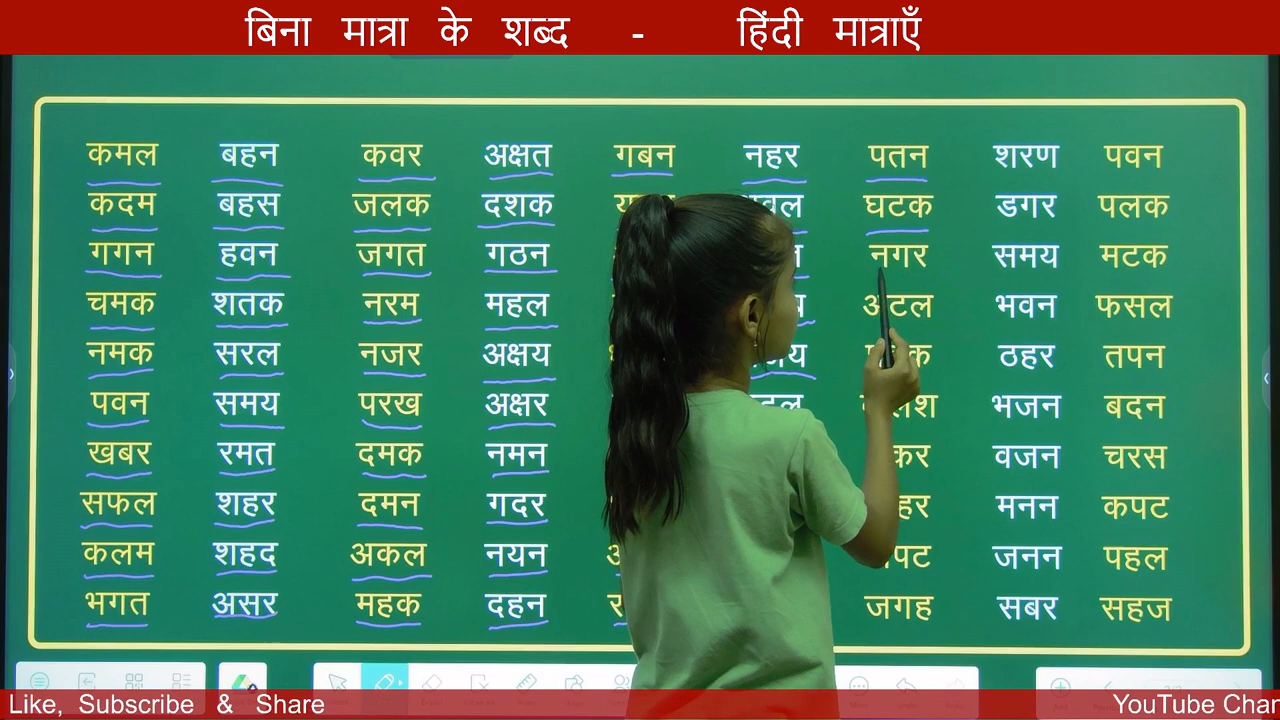 बिना मात्रा के शब्द - हिंदी मात्राएँ
कमल बहन कवर अक्षत गबन नहर पतन शरण पवन
कदम बहस जलक दशक घटक डगर पलक
गगन हवन जगत गठन नगर समय मटक
चमक शतक नरम महल अटल भवन फसल
नमक सरल नजर अक्षय ठहर तपन
पवन समय परख अक्षर भजन बदन
खबर रमत दमक नमन वजन चरस
सफल शहर दमन गदर मनन कपट
कलम शहद अकल नयन जनन पहल
भगत असर महक दहन जगह सबर सहज
Like, Subscribe & Share YouTube